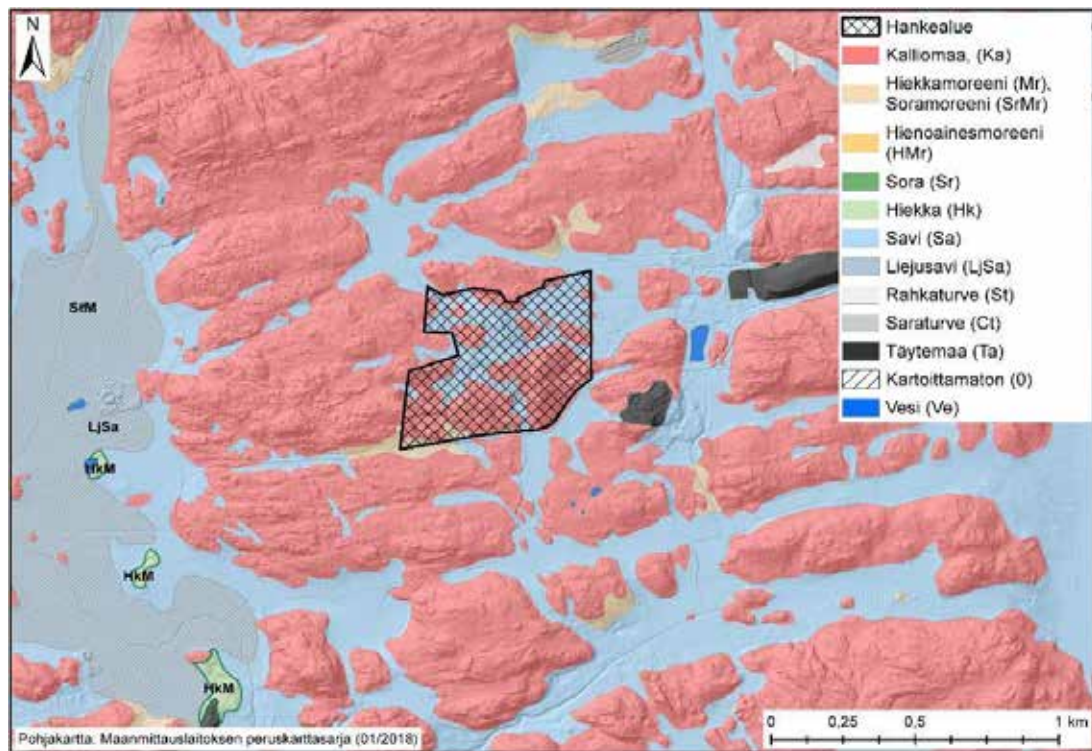 N
Hankealue
Kalliomaa, (Ka)
Hiekkamoreeni (Mr),
Soramoreeni (SrMr)
Hienoainesmoreeni
(HMr)
Sora (Sr)
Hiekka (Hk)
Savi (Sa)
Liejusavi (LjSa)
Rahkaturve (St)
Saraturve (Ct)
Täytemaa (Ta)
Kartoittamaton (0)
Vesi (Ve)
SrM
LjSa
HkM
HkM
HkM
Pohjakartta: Maanmittauslaitoksen peruskarttasarja (01/2018)
0 0,25 0,5 1 km